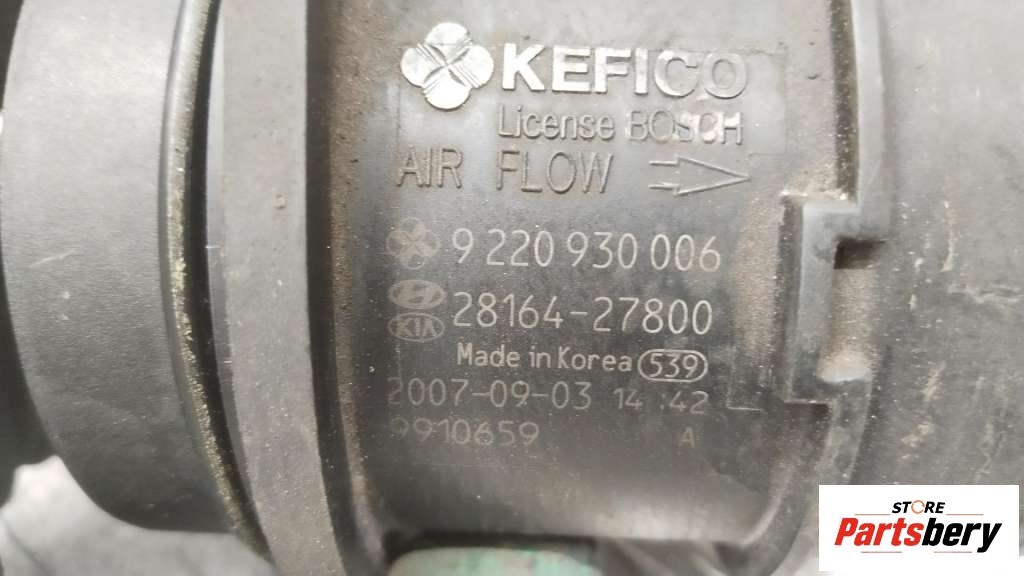 KEFICO
License BOSCH
AIR FLOW
9 220 930 006
28164-27800
KIA
Made in Korea 539
2007-09-03 14:42
9910659 A
STORE
Partsbery